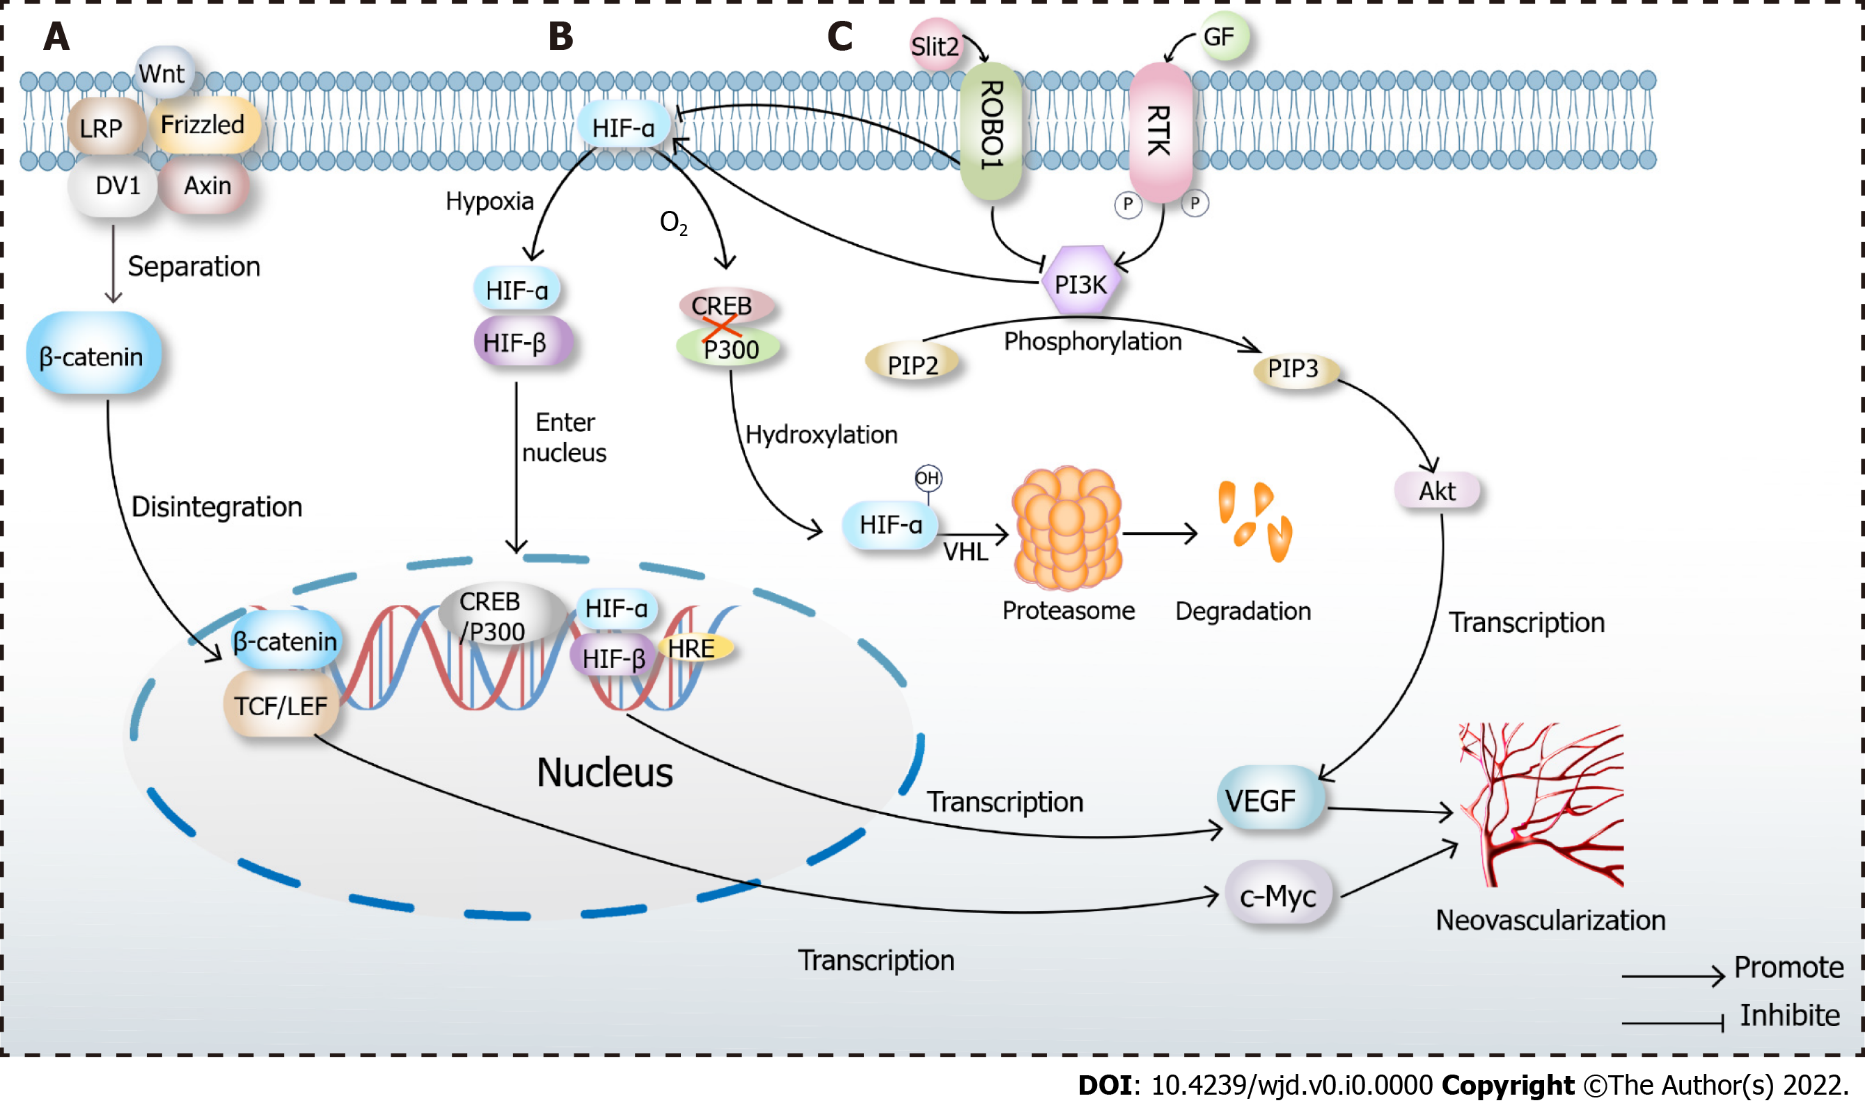 A
B
C
Wnt
LRP
Frizzled
DV1
Axin
Separation
β-catenin
Disintegration
HIF-α
Hypoxia
O2
HIF-α
HIF-β
Enter
nucleus
CREB
P300
Hydroxylation
Slit2
ROBO1
GF
RTK
P
P
PI3K
Phosphorylation
PIP2
PIP3
Akt
Transcription
OH
HIF-α
VHL
Proteasome
Degradation
β-catenin
TCF/LEF
CREB
/P300
HIF-α
HIF-β
HRE
Nucleus
Transcription
VEGF
c-Myc
Transcription
Neovascularization
Promote
Inhibite
DOI: 10.4239/wjd.v0.i0.0000 Copyright ©The Author(s) 2022.